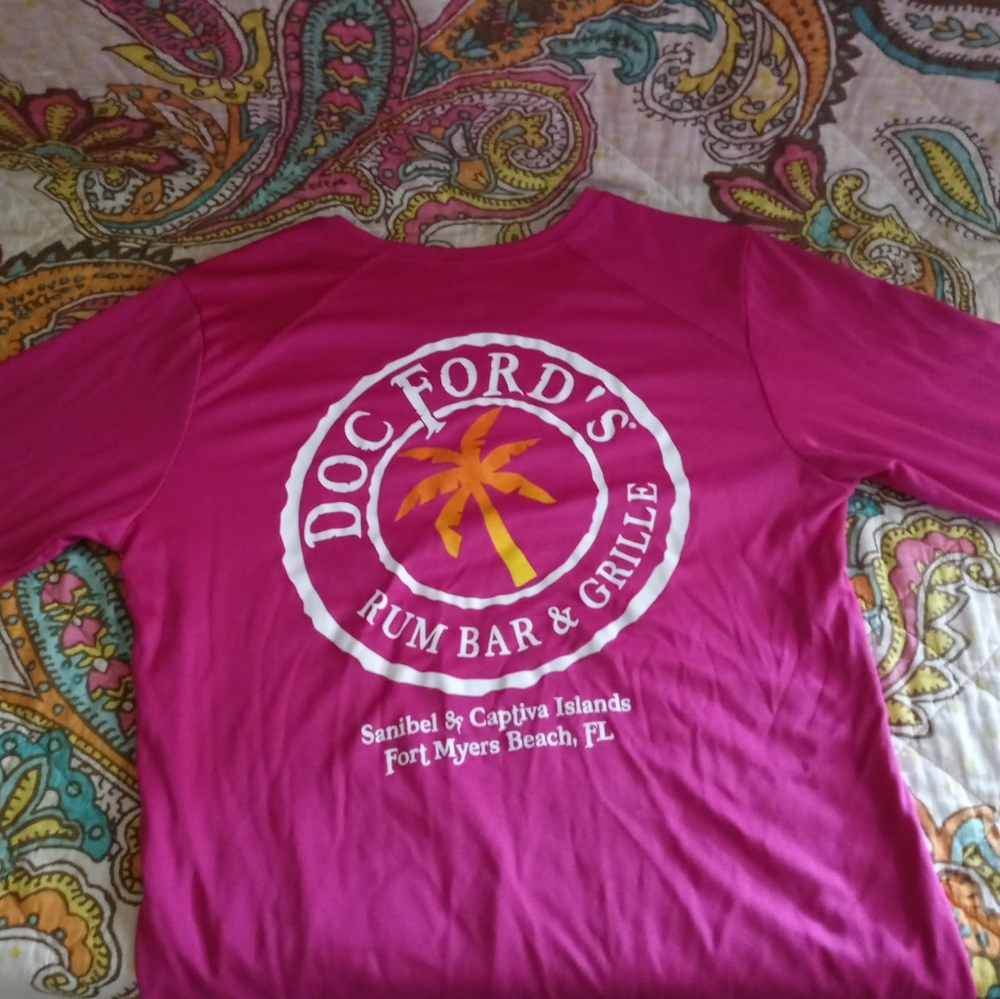 DOC FORD'S
RUM BAR & GRILLE
Sanibel & Captiva Islands
Fort Myers Beach, FL